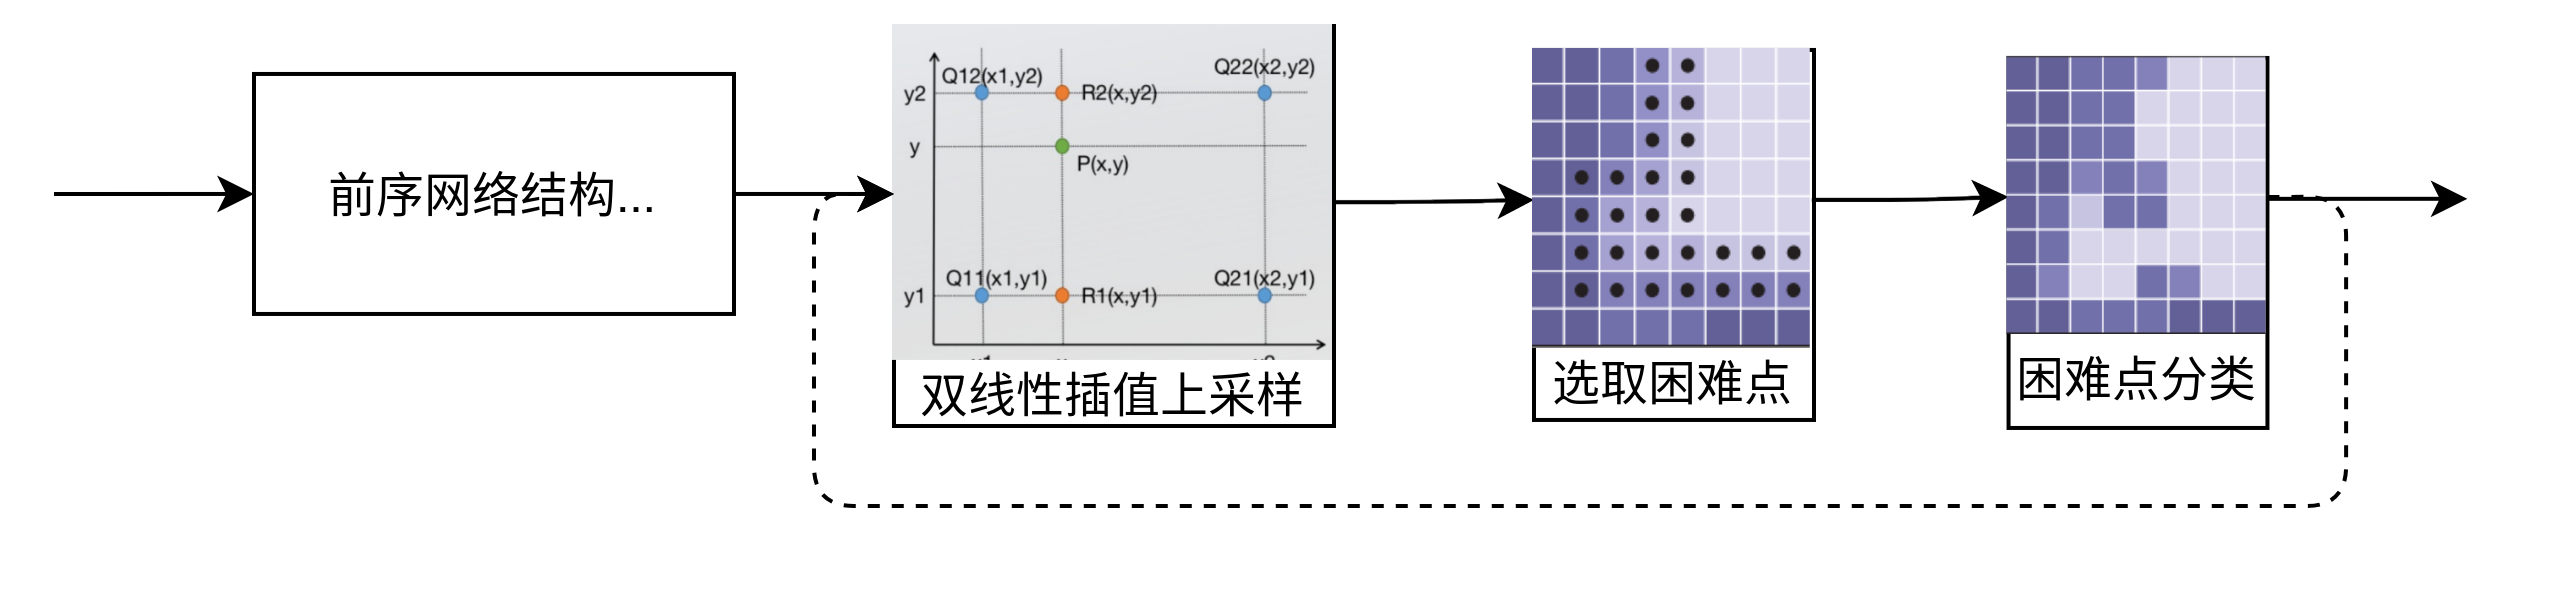 前序网络结构...
Q12(x1,y2)
Q22(x2,y2)
y2
R2(x,y2)
y
P(x,y)
Q11(x1,y1)
Q21(x2,y1)
y1
R1(x,y1)
双线性插值上采样
选取困难点
困难点分类